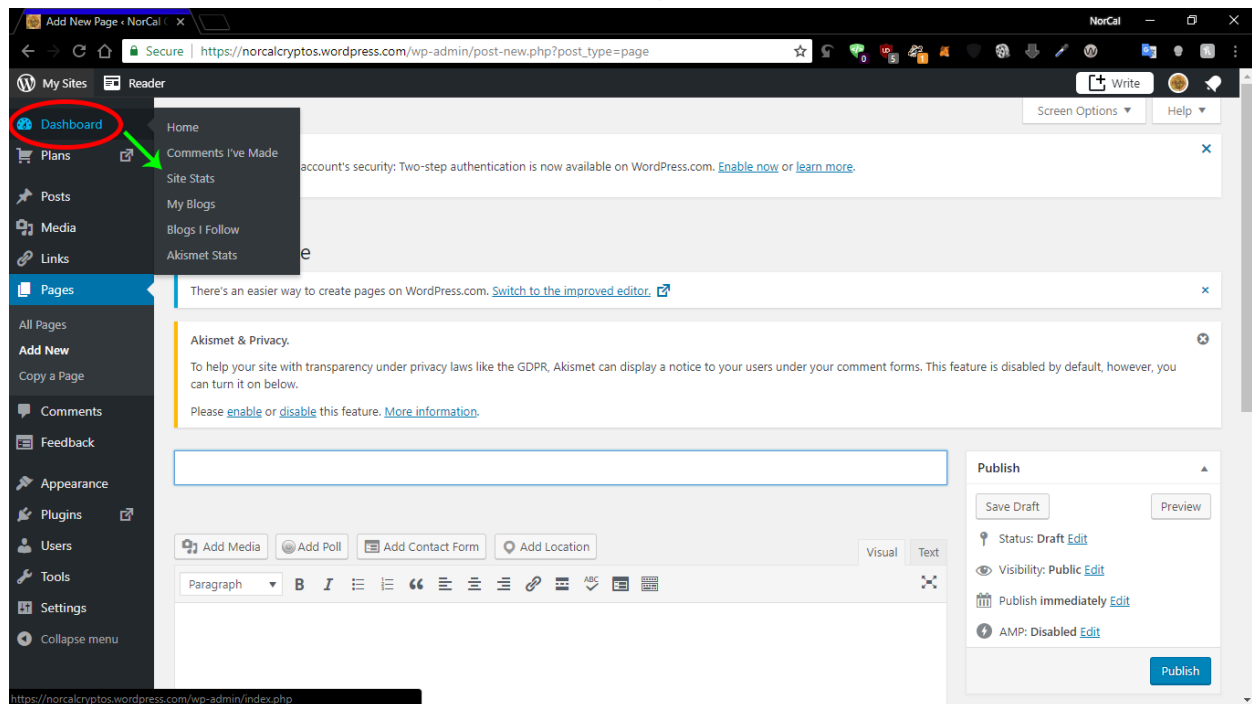 Add New Page ‹ NorCal C
NorCal
Secure | https://norcalcryptos.wordpress.com/wp-admin/post-new.php?post_type=page
0
5
1
My Sites Reader
Write
Dashboard
Screen Options ▼ Help ▼
Home
Comments I've Made
Site Stats
My Blogs
Blogs I Follow
Akismet Stats
Plans
Posts
Media
Links
Pages
All Pages
Add New
Copy a Page
Comments
Feedback
Appearance
Plugins
Users
Tools
Settings
Collapse menu
account's security: Two-step authentication is now available on WordPress.com. Enable now or learn more.
e
There's an easier way to create pages on WordPress.com. Switch to the improved editor.
Akismet & Privacy.
To help your site with transparency under privacy laws like the GDPR, Akismet can display a notice to your users under your comment forms. This feature is disabled by default, however, you
can turn it on below.
Please enable or disable this feature. More information.
Add Media Add Poll Add Contact Form Add Location
Visual Text
Paragraph ▼ B I ABC
Publish
Save Draft Preview
Status: Draft Edit
Visibility: Public Edit
Publish immediately Edit
AMP: Disabled Edit
Publish
https://norcalcryptos.wordpress.com/wp-admin/index.php